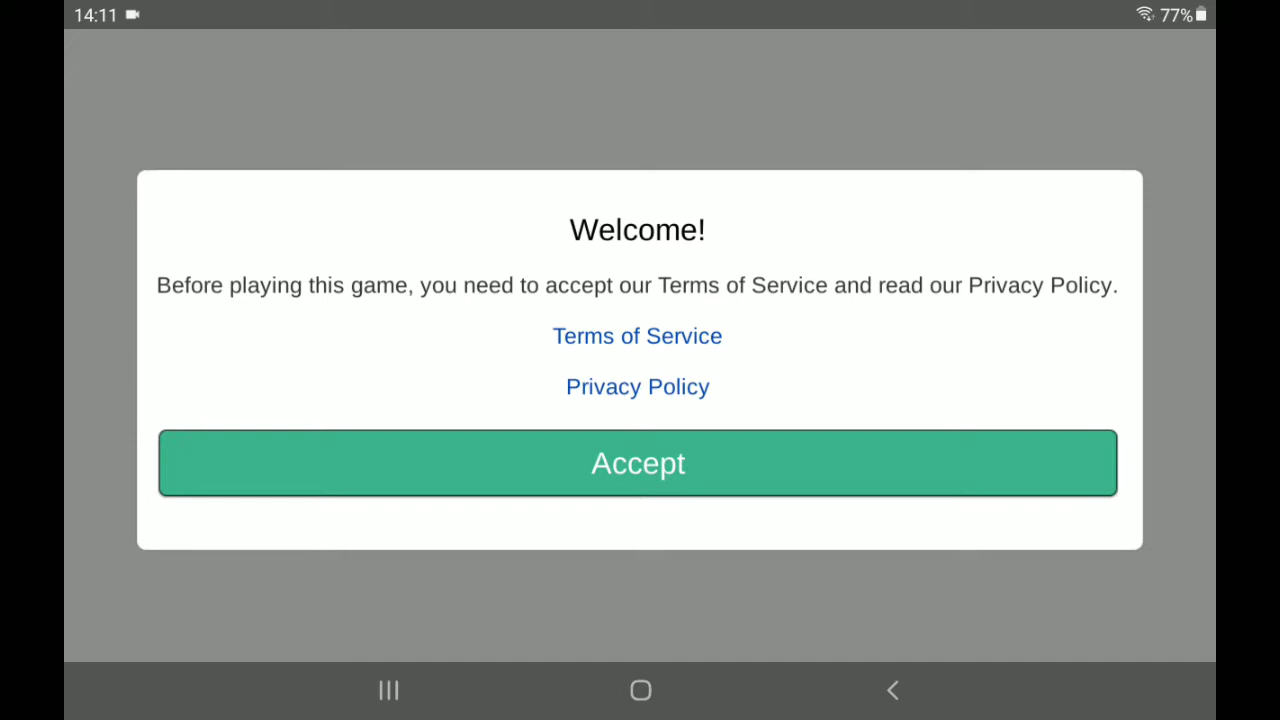 14:11 77%
Welcome!
Before playing this game, you need to accept our Terms of Service and read our Privacy Policy.
Terms of Service
Privacy Policy
Accept